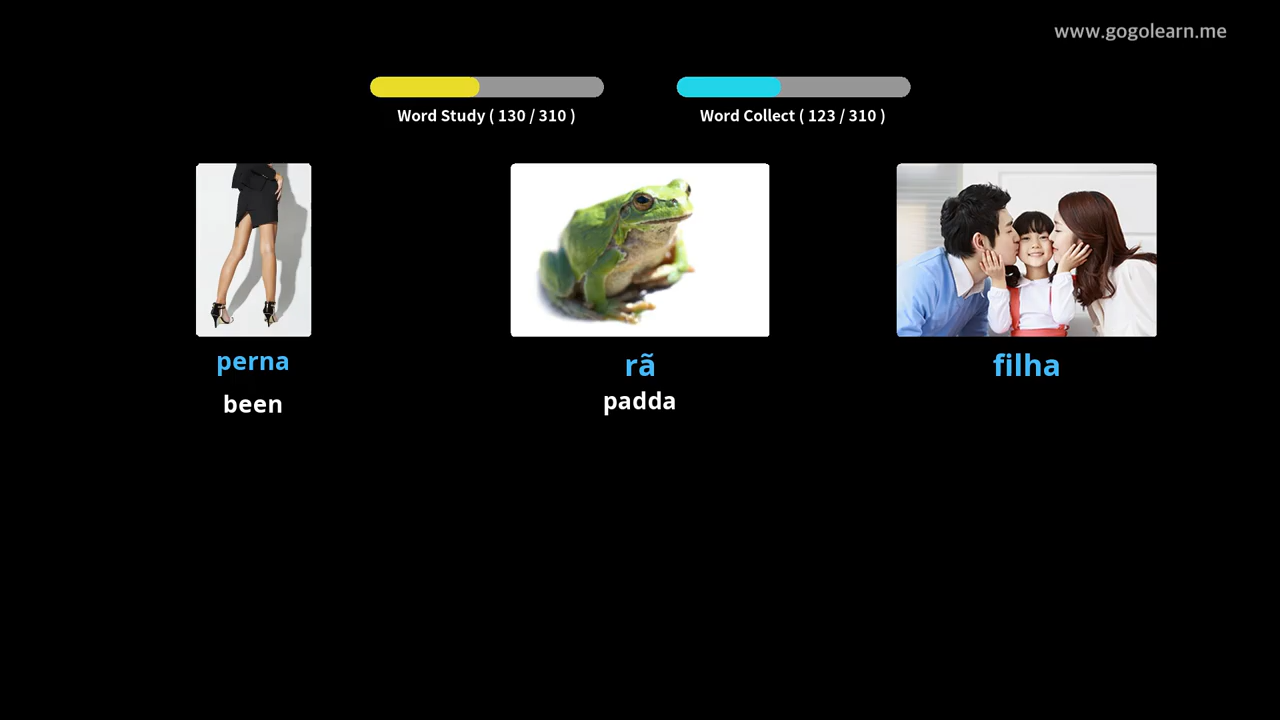 www.gogolearn.me
Word Study ( 130 / 310 )
Word Collect ( 123 / 310 )
perna
rã
filha
been
padda